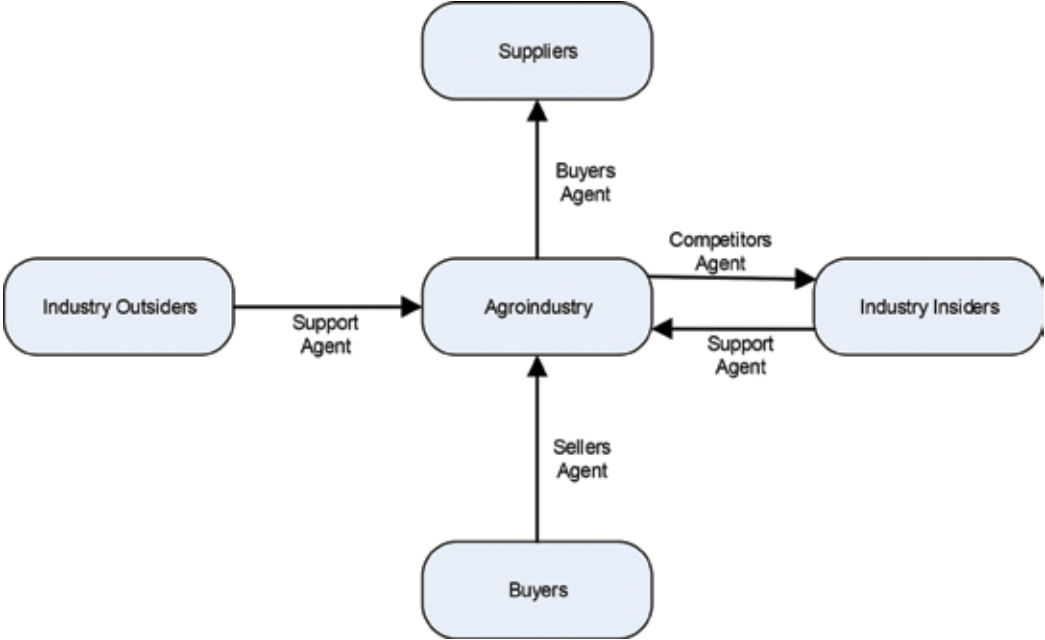 Suppliers
Buyers
Agent
Competitors
Agent
Industry Outsiders
Agroindustry
Industry Insiders
Support
Agent
Support
Agent
Sellers
Agent
Buyers